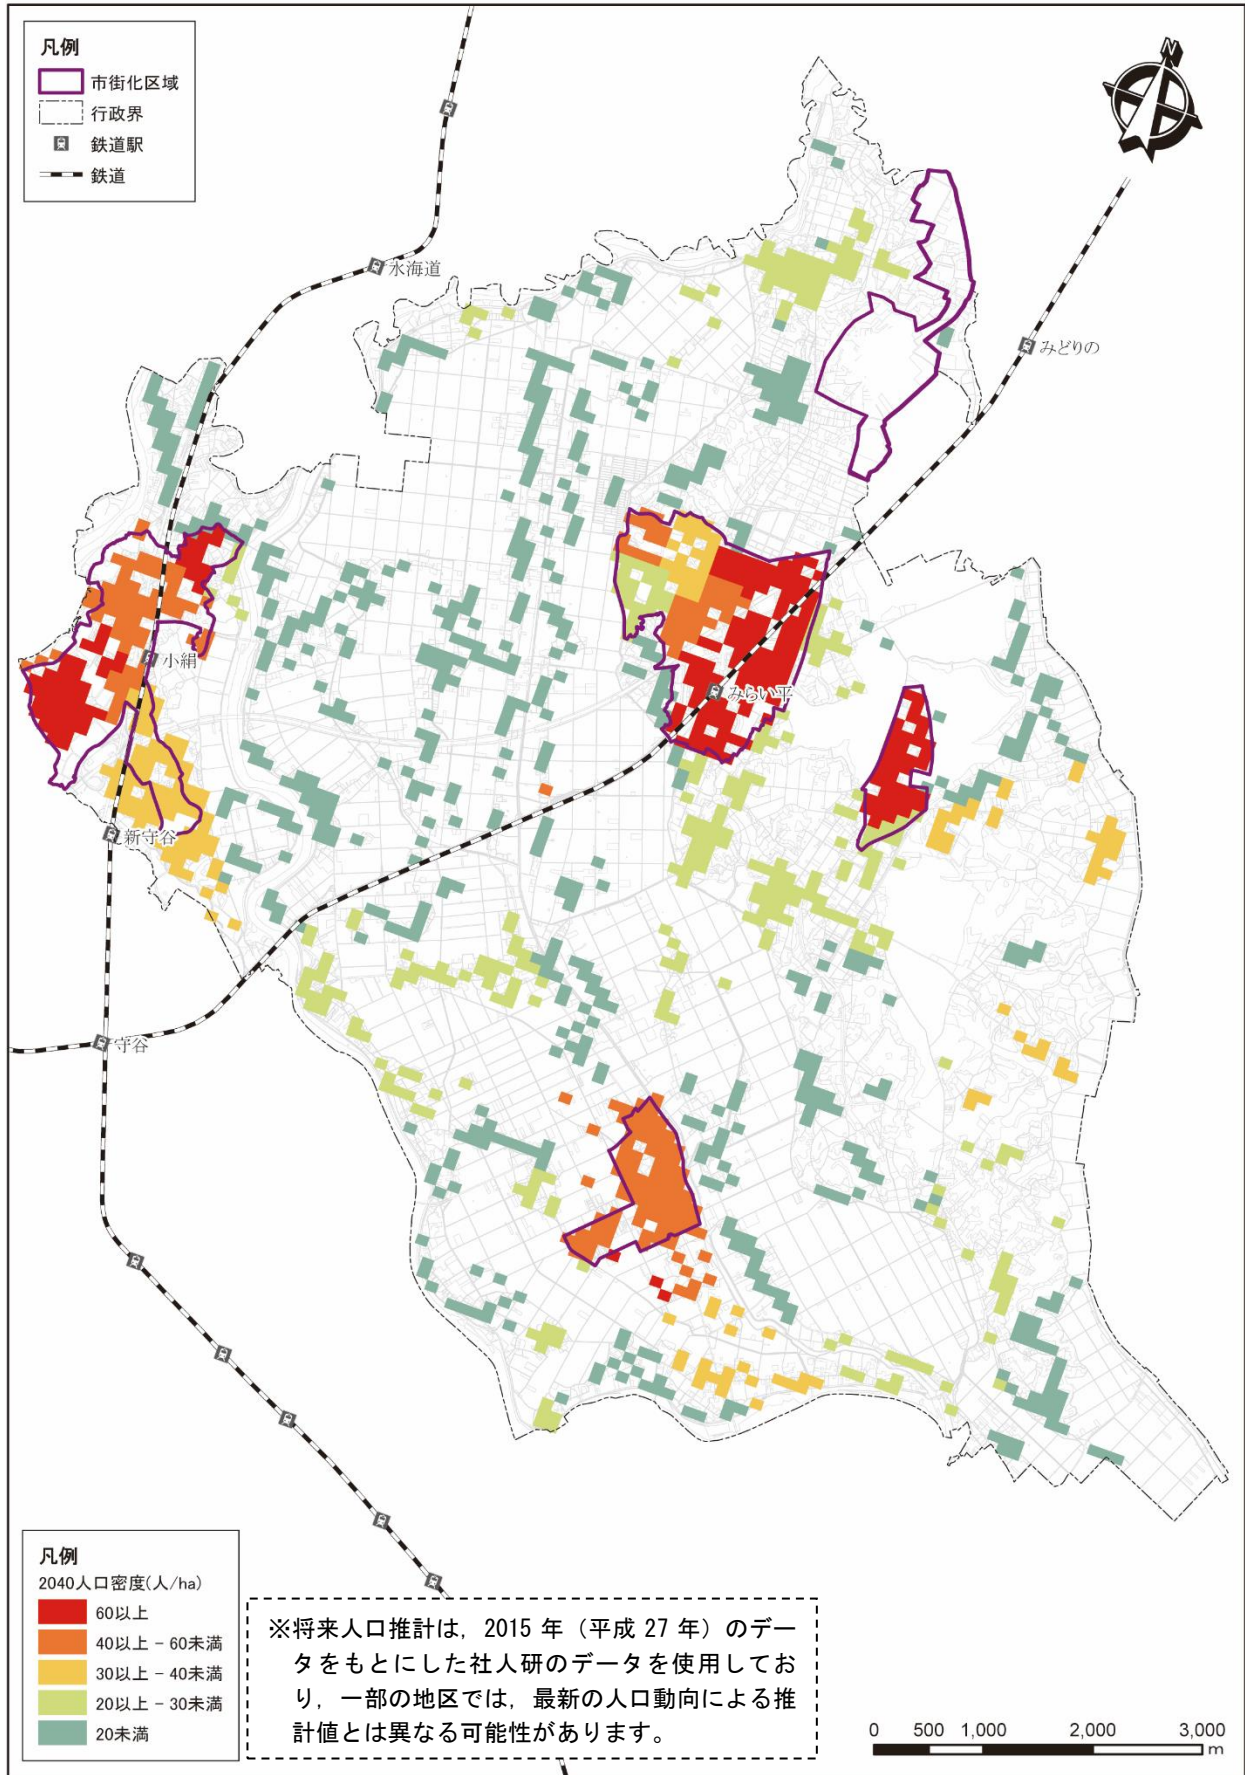 凡例
市街化区域
行政界
鉄道駅
鉄道
N
水海道
みどりの
小絹
みらい平
新守谷
守谷
凡例
2040人口密度(人/ha)
60以上
40以上 - 60未満
30以上 - 40未満
20以上 - 30未満
20未満
※将来人口推計は，2015 年（平成 27 年）のデー
タをもとにした社人研のデータを使用してお
り，一部の地区では，最新の人口動向による推
計値とは異なる可能性があります。
0 500 1,000 2,000 3,000
m